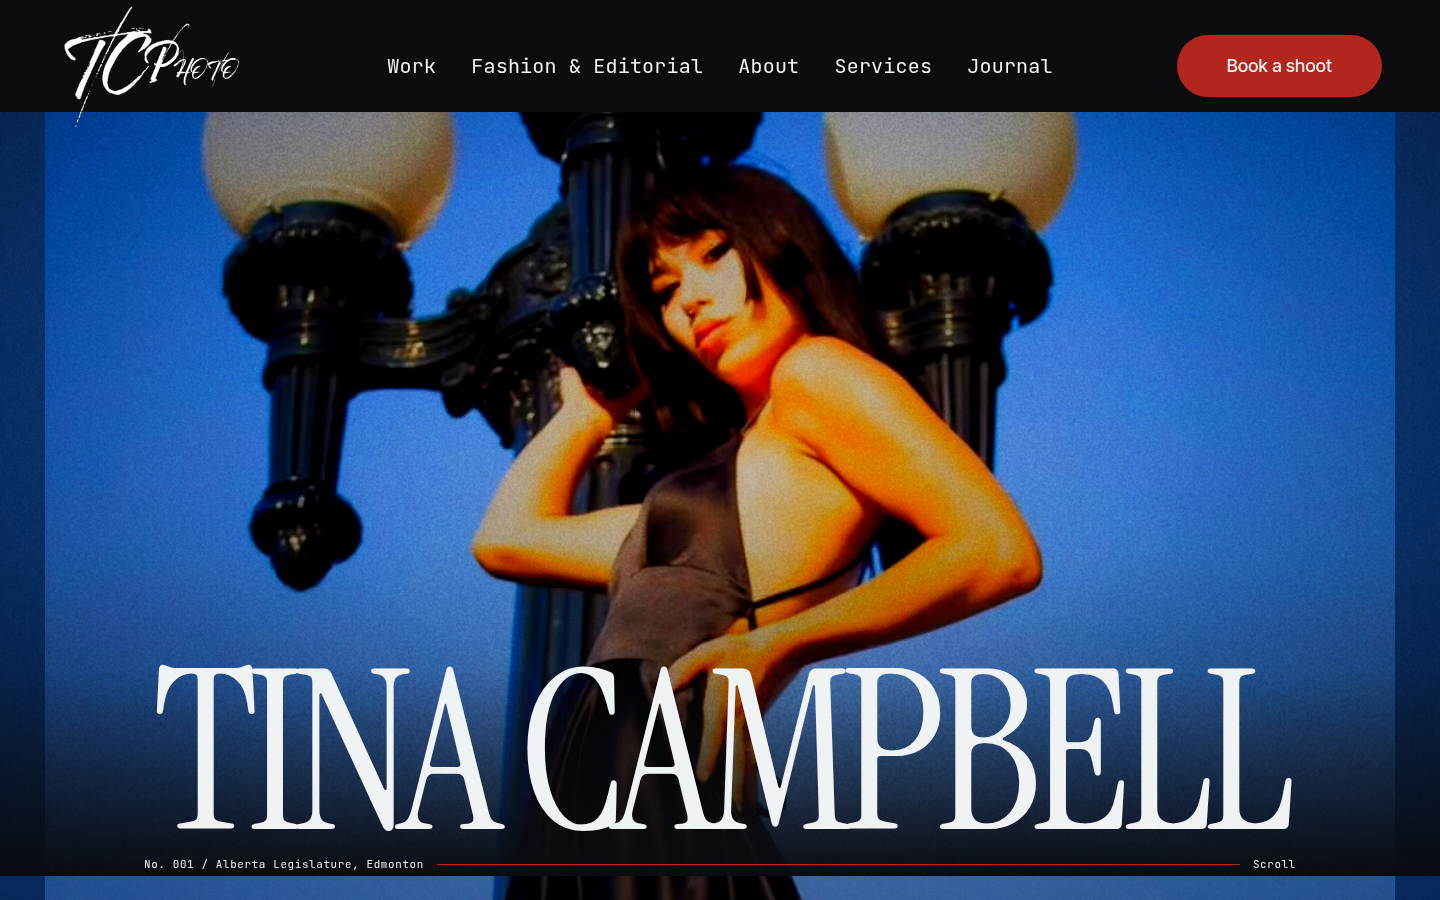 TCPHOTO
Work
Fashion & Editorial
About
Services
Journal
Book a shoot
TINA CAMPBELL
No. 001 / Alberta Legislature, Edmonton
Scroll